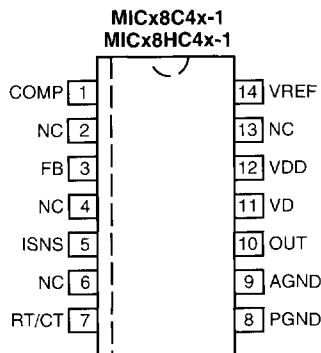 MICx8C4x-1
MICx8HC4x-1
COMP 1 14 VREF
NC 2 13 NC
FB 3 12 VDD
NC 4 11 VD
ISNS 5 10 OUT
NC 6 9 AGND
RT/CT 7 8 PGND